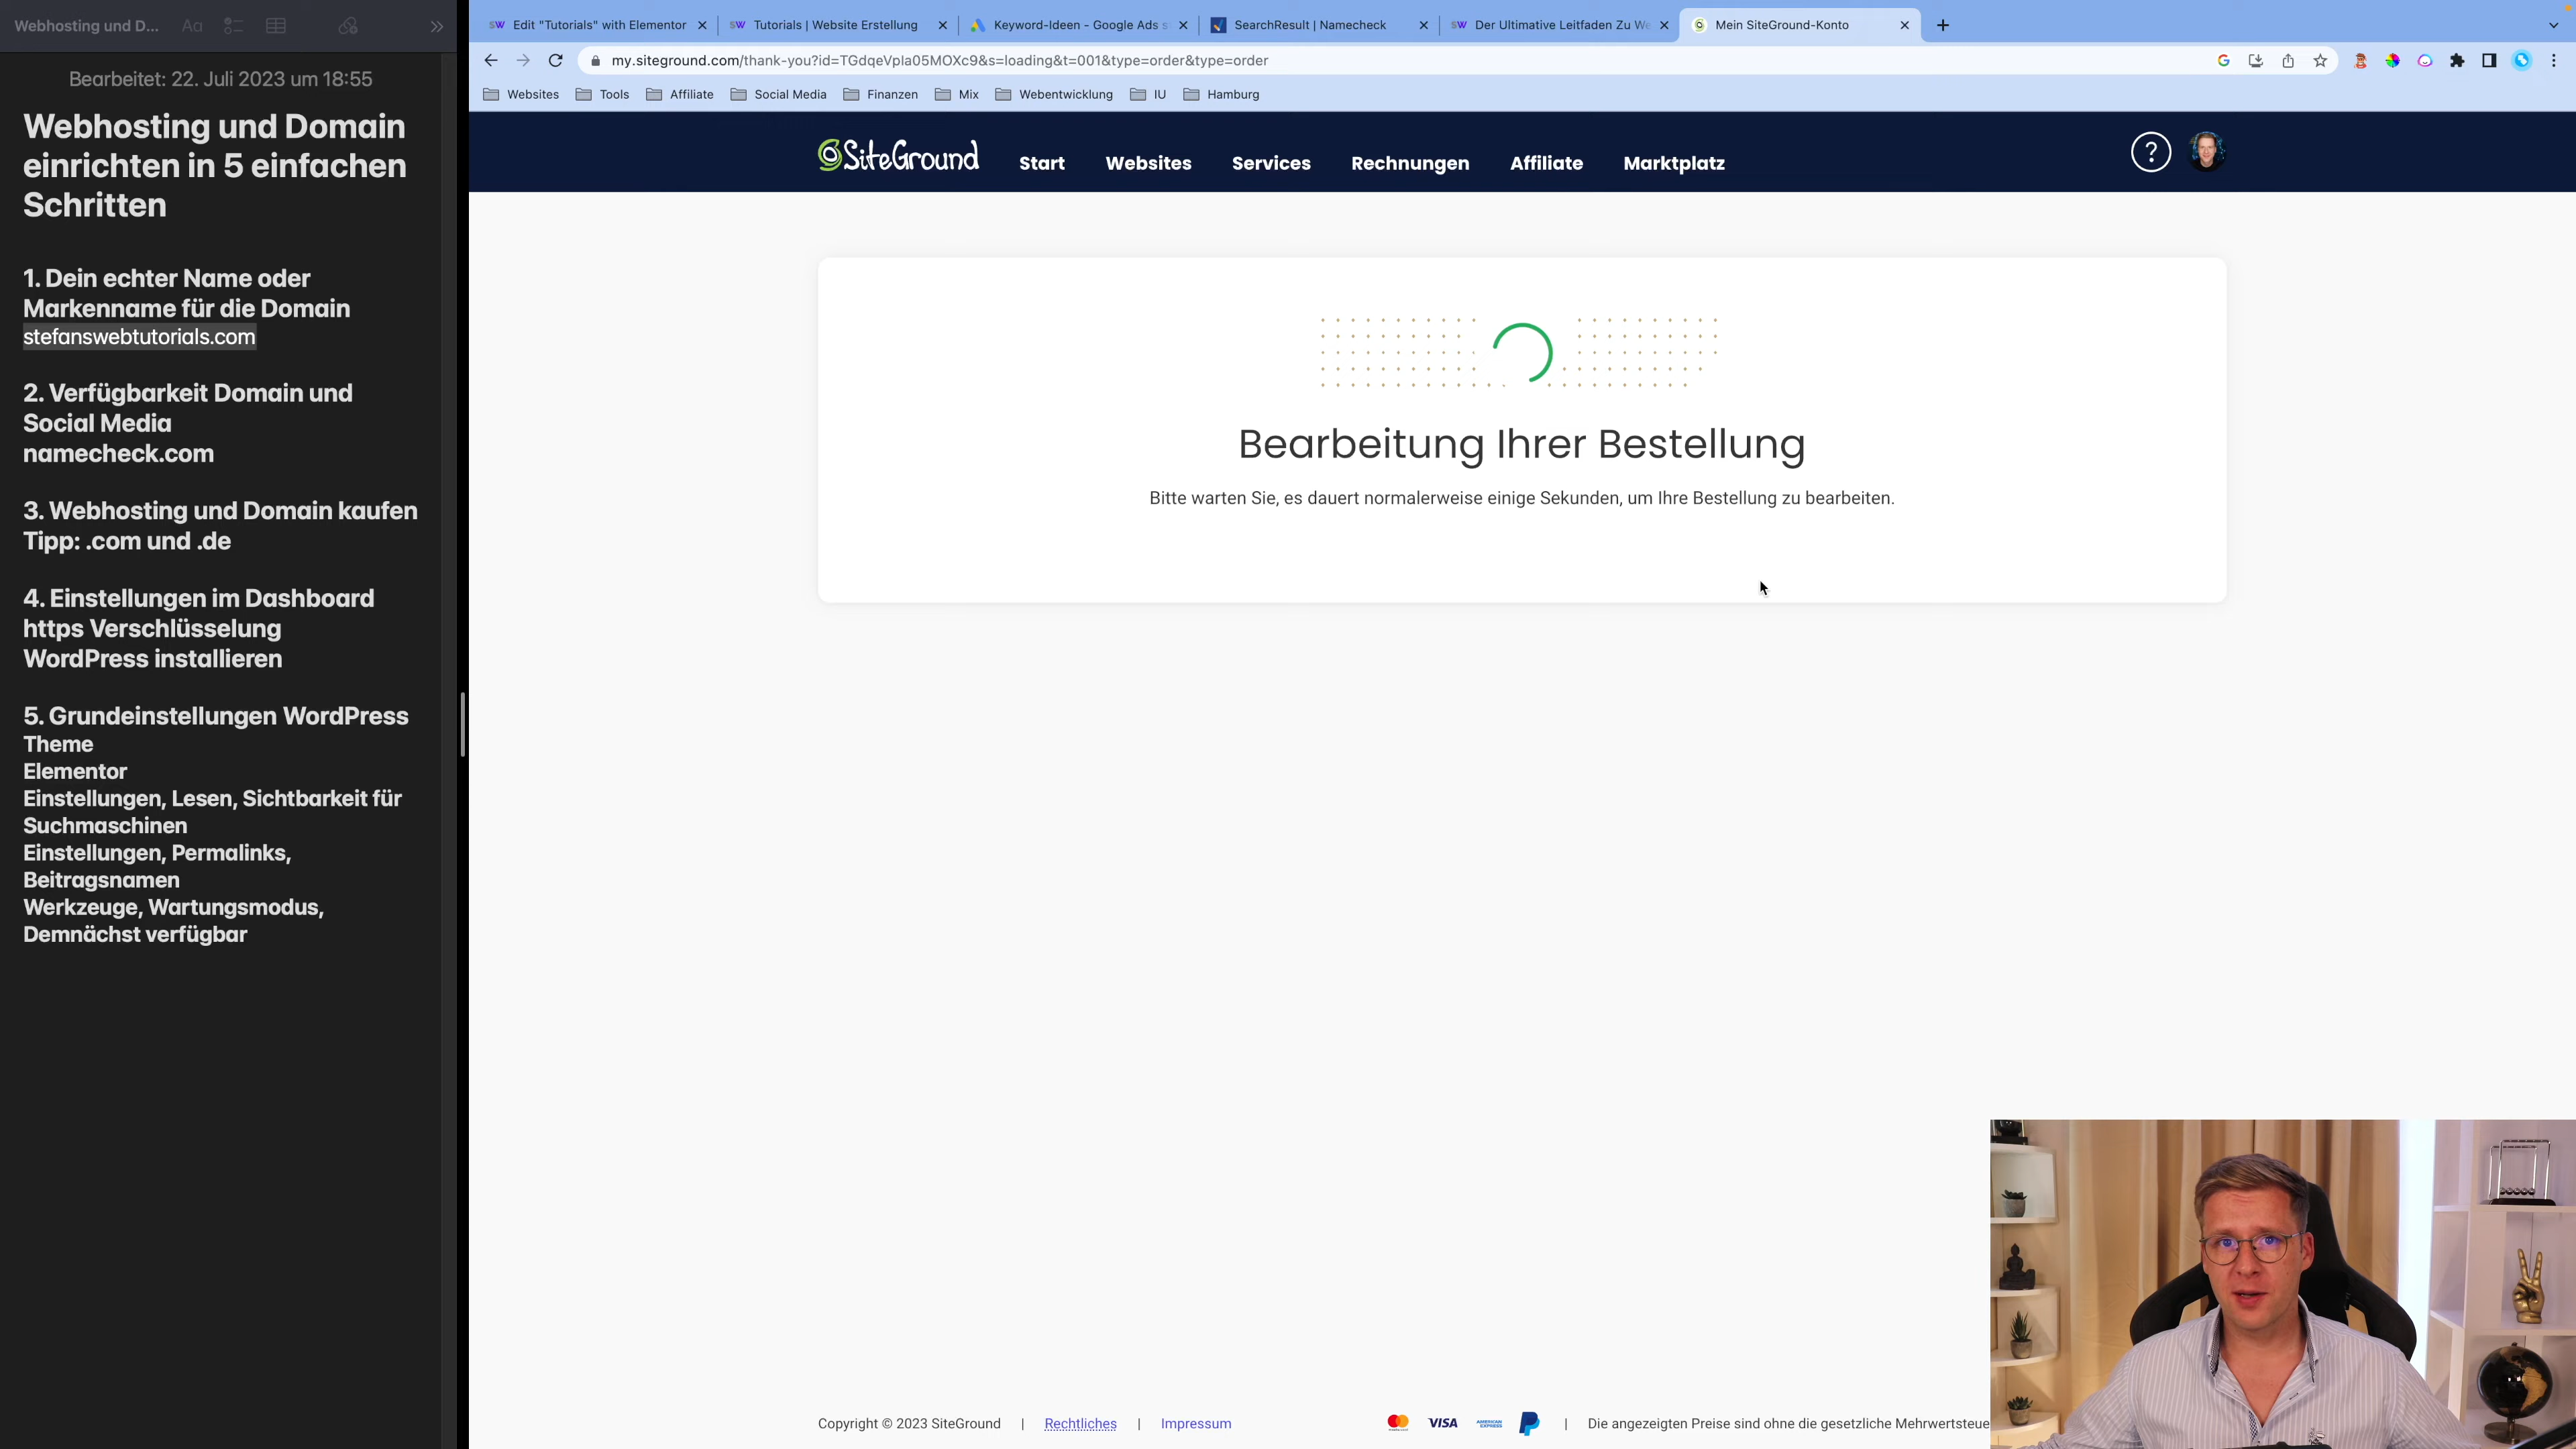 Webhosting und D...
Aa
Bearbeitet: 22. Juli 2023 um 18:55
Webhosting und Domain
einrichten in 5 einfachen
Schritten
1. Dein echter Name oder
Markenname für die Domain
stefanswebtutorials.com
2. Verfügbarkeit Domain und
Social Media
namecheck.com
3. Webhosting und Domain kaufen
Tipp: .com und .de
4. Einstellungen im Dashboard
https Verschlüsselung
WordPress installieren
5. Grundeinstellungen WordPress
Theme
Elementor
Einstellungen, Lesen, Sichtbarkeit für
Suchmaschinen
Einstellungen, Permalinks,
Beitragsnamen
Werkzeuge, Wartungsmodus,
Demnächst verfügbar
SW Edit "Tutorials" with Elementor SW Tutorials | Website Erstellung Keyword-Ideen - Google Ads SearchResult | Namecheck SW Der Ultimative Leitfaden Zu We Mein SiteGround-Konto
my.siteground.com/thank-you?id=TGdqeVpla05MOXc9&s=loading&t=001&type=order&type=order
Websites Tools Affiliate Social Media Finanzen Mix Webentwicklung IU Hamburg
SiteGround Start Websites Services Rechnungen Affiliate Marktplatz ?
Bearbeitung Ihrer Bestellung
Bitte warten Sie, es dauert normalerweise einige Sekunden, um Ihre Bestellung zu bearbeiten.
Copyright © 2023 SiteGround | Rechtliches | Impressum VISA AMERICAN EXPRESS | Die angezeigten Preise sind ohne die gesetzliche Mehrwertsteue